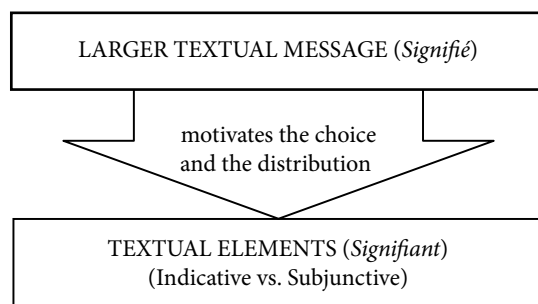 LARGER TEXTUAL MESSAGE (Signifié)
motivates the choice
and the distribution
TEXTUAL ELEMENTS (Signifiant)
(Indicative vs. Subjunctive)